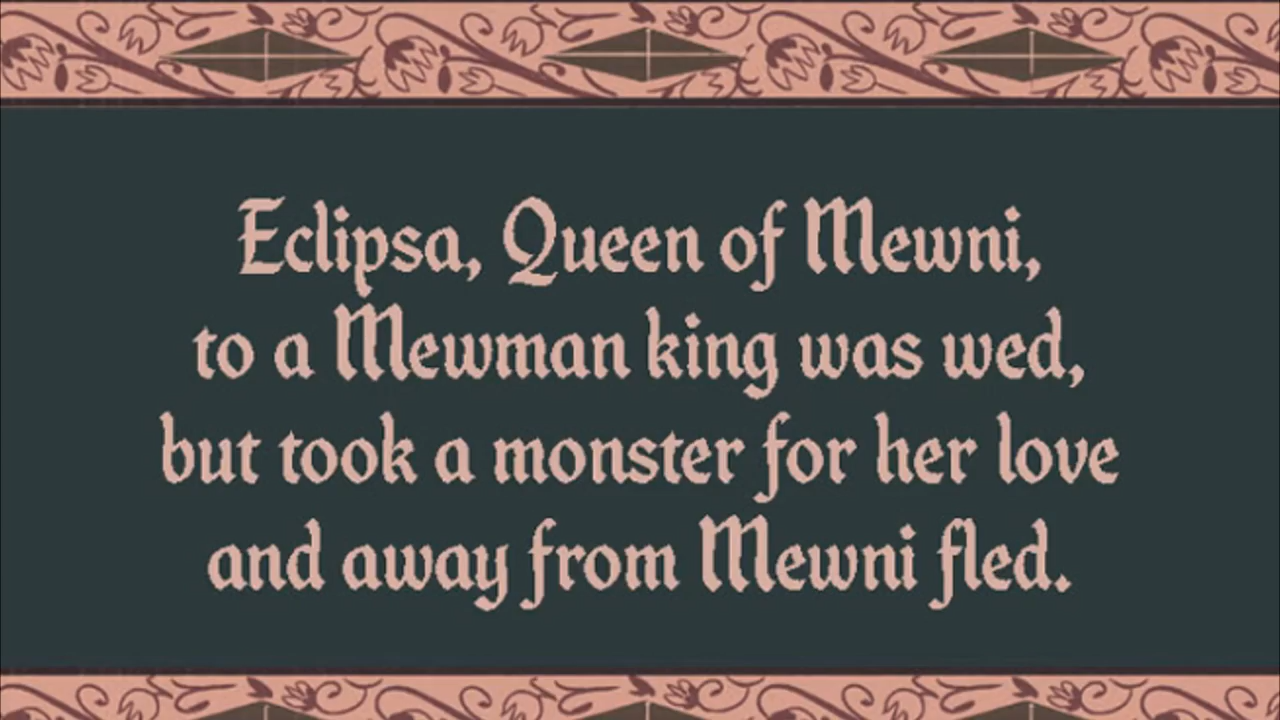 Eclipsa, Queen of Mewni,
to a Mewman king was wed,
but took a monster for her love
and away from Mewni fled.